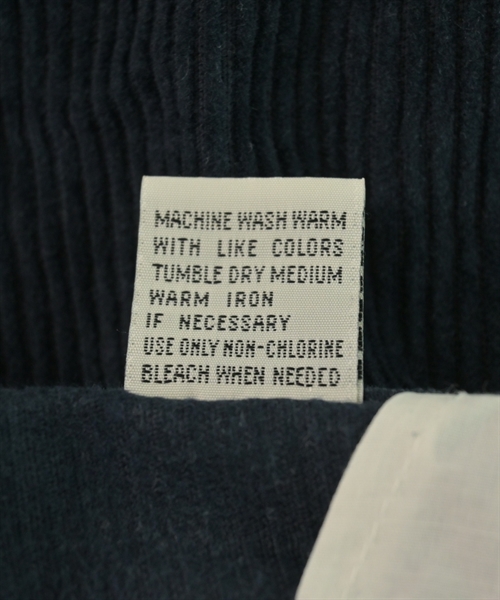 MACHINE WASH WARM
WITH LIKE COLORS
TUMBLE DRY MEDIUM
WARM IRON
IF NECESSARY
USE ONLY NON-CHLORINE
BLEACH WHEN NEEDED